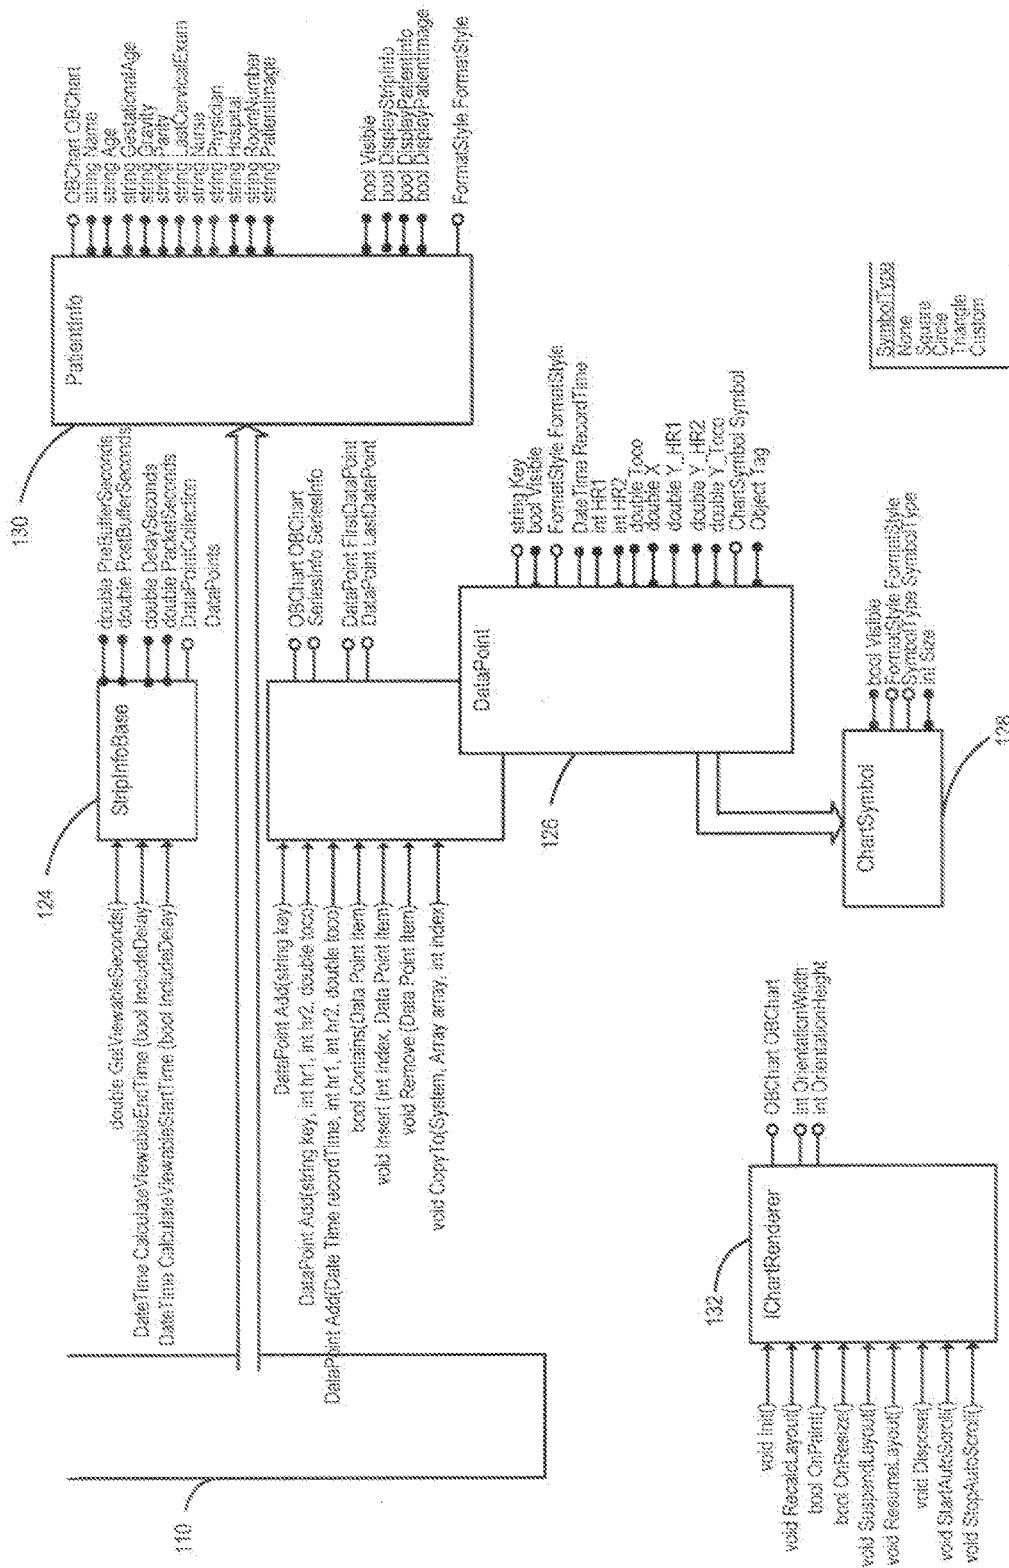 110
124
StripInfoBase
double GetViewableSeconds()
DateTime CalculateViewableEndTime (bool IncludeDelay)
DateTime CalculateViewableStartTime (bool IncludeDelay)
double PreBufferSeconds
double PostBufferSeconds
double DelaySeconds
double PacketSeconds
DataPointCollection
DataPoints
130
PatientInfo
OBChart OBChart
string Name
string Age
string GestationalAge
string Gravity
string Parity
string LastCervicalExam
string Nurse
string Physician
string Hospital
string RoomNumber
string PatientImage
bool Visible
bool DisplayStripInfo
bool DisplayPatientInfo
bool DisplayPatientImage
FormatStyle FormatStyle
DataPoint Add(string key)
DataPoint Add(string key, int hr1, int hr2, double toco)
DataPoint Add(Date Time recordTime, int hr1, int hr2, double toco)
bool Contains(Data Point item)
void Insert (int index, Data Point item)
void Remove (Data Point item)
void CopyTo(System, Array array, int index)
OBChart OBChart
SeriesInfo SeriesInfo
DataPoint FirstDataPoint
DataPoint LastDataPoint
126
DataPoint
string Key
bool Visible
FormatStyle FormatStyle
DateTime RecordTime
int HR1
int HR2
double Toco
double X
double Y_HR1
double Y_HR2
double Y_Toco
ChartSymbol Symbol
Object Tag
132
IChartRenderer
void Init()
void RecalcLayout()
bool OnPaint()
bool OnResize()
void SuspendLayout()
void ResumeLayout()
void Dispose()
void StartAutoScroll()
void StopAutoScroll()
OBChart OBChart
int OrientationWidth
int OrientationHeight
128
ChartSymbol
bool Visible
FormatStyle FormatStyle
SymbolType SymbolType
int Size
SymbolType
None
Square
Circle
Triangle
Custom